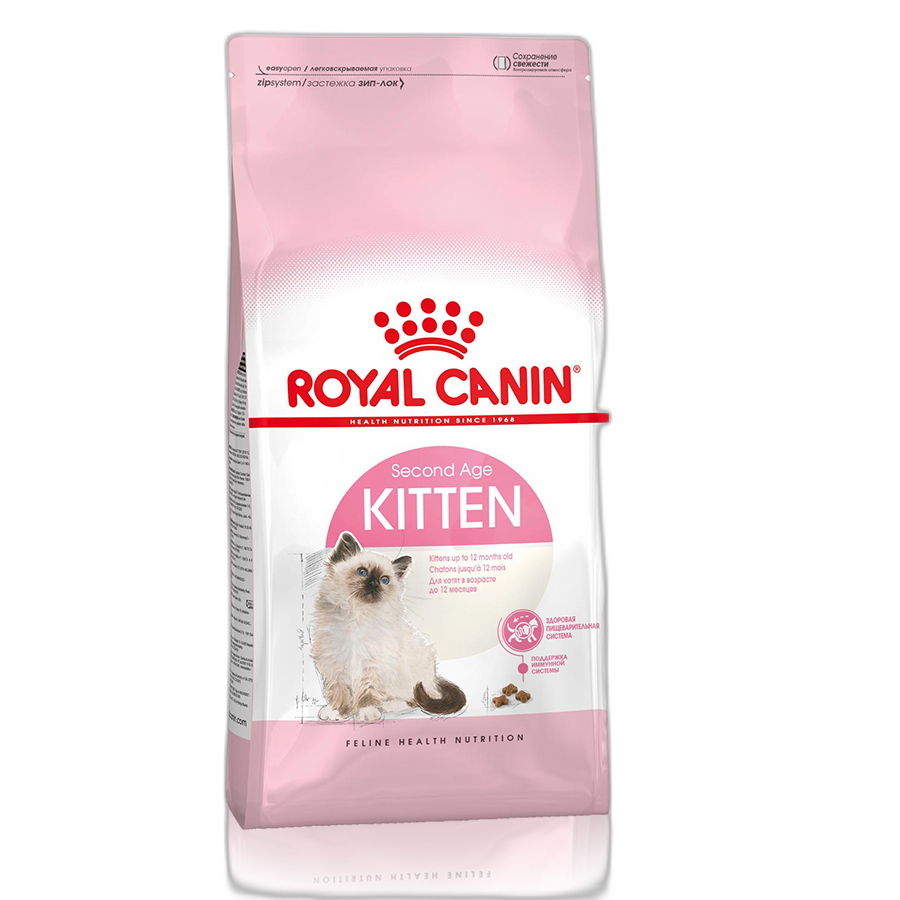 easyopen / легковскрываемая упаковка
zipsystem/застежка зип-лок
Сохранение
свежести
Контролируемая атмосфера
ROYAL CANIN®
HEALTH NUTRITION SINCE 1968
Second Age
KITTEN
Kittens up to 12 months old
Chatons jusqu'à 12 mois
Для котят в возрасте
до 12 месяцев
ЗДОРОВАЯ
ПИЩЕВАРИТЕЛЬНАЯ
СИСТЕМА
ПОДДЕРЖКА
ИММУННОЙ
СИСТЕМЫ
FELINE HEALTH NUTRITION